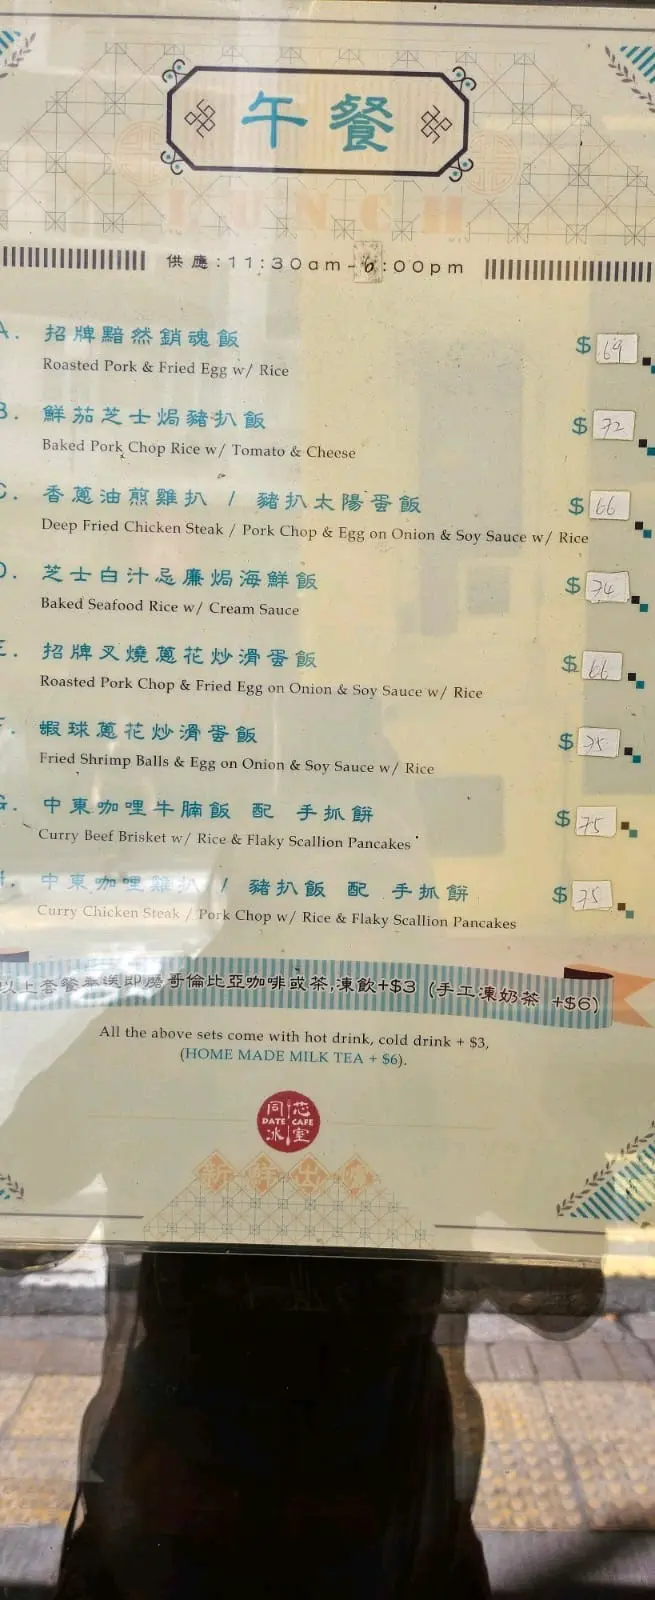 午餐
LUNCH
供應:11:30am-6:00pm
A. 招牌黯然銷魂飯 $69
Roasted Pork & Fried Egg w/ Rice
B. 鮮茄芝士焗豬扒飯 $72
Baked Pork Chop Rice w/ Tomato & Cheese
C. 香蔥油煎雞扒 / 豬扒太陽蛋飯 $66
Deep Fried Chicken Steak / Pork Chop & Egg on Onion & Soy Sauce w/ Rice
D. 芝士白汁忌廉焗海鮮飯 $74
Baked Seafood Rice w/ Cream Sauce
E. 招牌叉燒蔥花炒滑蛋飯 $66
Roasted Pork Chop & Fried Egg on Onion & Soy Sauce w/ Rice
F. 蝦球蔥花炒滑蛋飯 $75
Fried Shrimp Balls & Egg on Onion & Soy Sauce w/ Rice
G. 中東咖哩牛腩飯 配 手抓餅 $75
Curry Beef Brisket w/ Rice & Flaky Scallion Pancakes
H. 中東咖哩雞扒 / 豬扒飯 配 手抓餅 $75
Curry Chicken Steak / Pork Chop w/ Rice & Flaky Scallion Pancakes
以上套餐奉送即磨哥倫比亞咖啡或茶,凍飲+$3 (手工凍奶茶 +$6)
All the above sets come with hot drink, cold drink + $3,
(HOME MADE MILK TEA + $6).
同芯
DATE CAFE
冰室